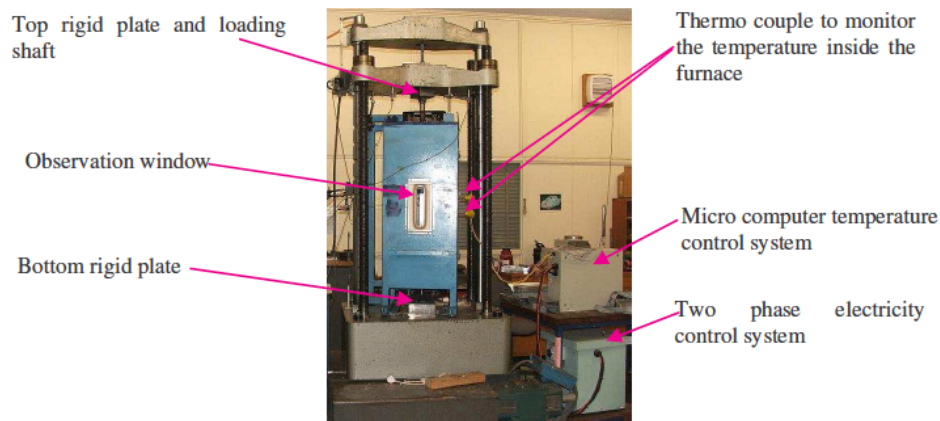 Top rigid plate and loading
shaft
Observation window
Bottom rigid plate
Thermo couple to monitor
the temperature inside the
furnace
Micro computer temperature
control system
Two phase electricity
control system